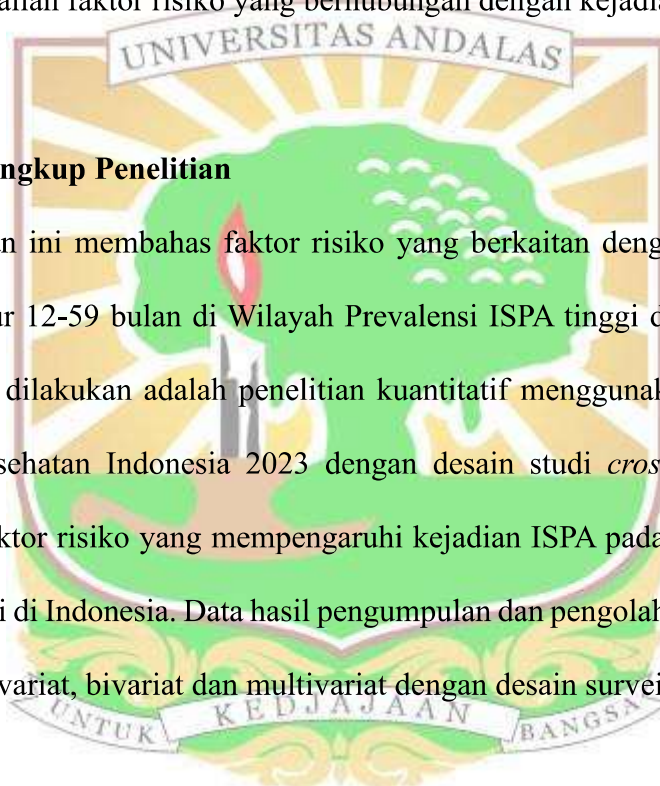 faktor risiko yang berhubungan dengan kejadia
UNIVERSITAS ANDALAS
ngkup Penelitian
n ini membahas faktor risiko yang berkaitan deng
r 12-59 bulan di Wilayah Prevalensi ISPA tinggi d
dilakukan adalah penelitian kuantitatif menggunak
sehatan Indonesia 2023 dengan desain studi cros
ktor risiko yang mempengaruhi kejadian ISPA pada
i di Indonesia. Data hasil pengumpulan dan pengolah
variat, bivariat dan multivariat dengan desain survei
UNTUK KEDJAJAAN BANGSA